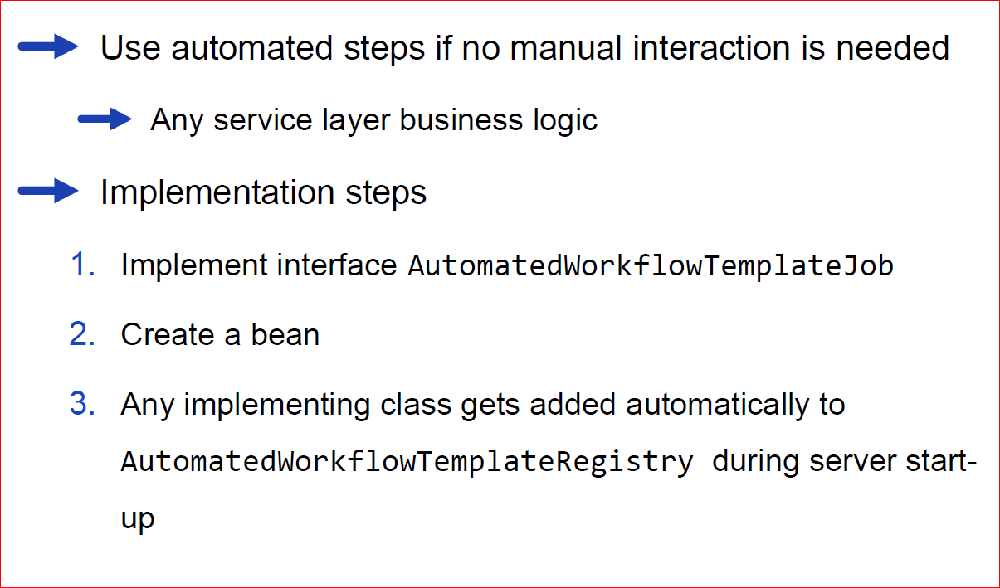 Use automated steps if no manual interaction is needed
Any service layer business logic
Implementation steps
1. Implement interface AutomatedWorkflowTemplateJob
2. Create a bean
3. Any implementing class gets added automatically to
AutomatedWorkflowTemplateRegistry during server start-
up